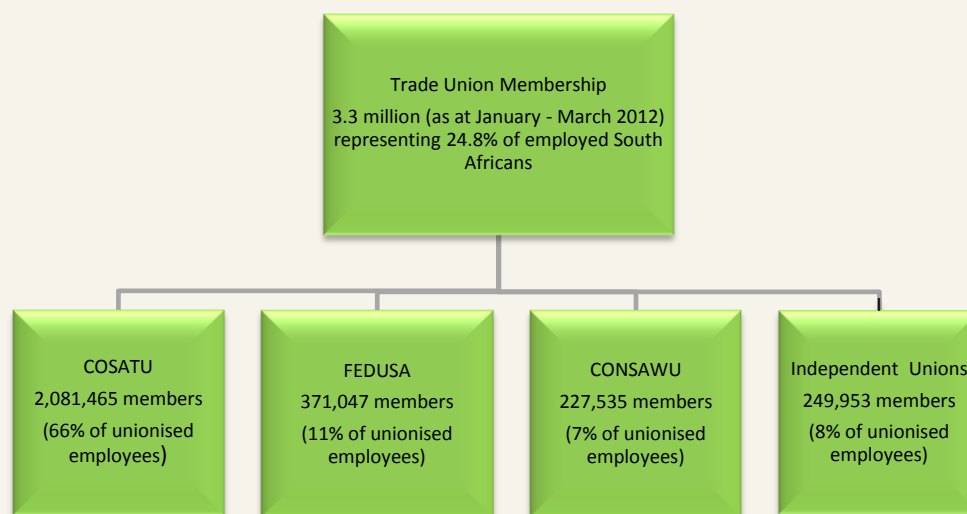 Trade Union Membership
3.3 million (as at January - March 2012)
representing 24.8% of employed South
Africans
COSATU
2,081,465 members
(66% of unionised
employees)
FEDUSA
371,047 members
(11% of unionised
employees)
CONSAWU
227,535 members
(7% of unionised
employees)
Independent Unions
249,953 members
(8% of unionised
employees)